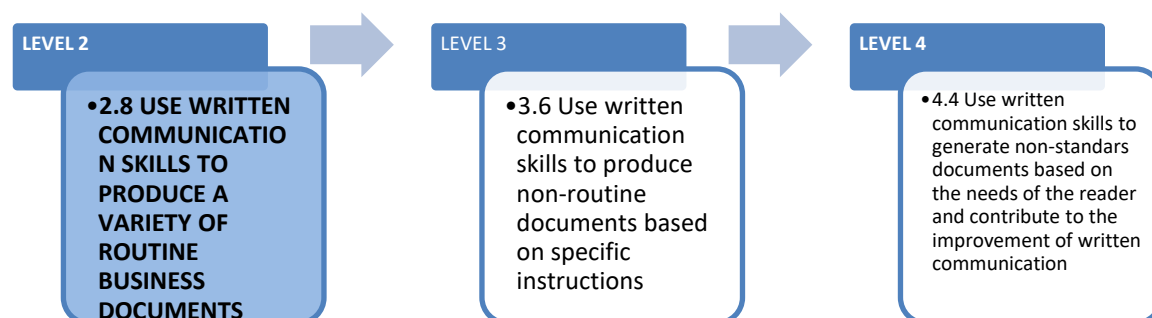 LEVEL 2
•2.8 USE WRITTEN
COMMUNICATIO
N SKILLS TO
PRODUCE A
VARIETY OF
ROUTINE
BUSINESS
DOCUMENTS
LEVEL 3
•3.6 Use written
communication
skills to produce
non-routine
documents based
on specific
instructions
LEVEL 4
•4.4 Use written
communication skills to
generate non-standars
documents based on
the needs of the reader
and contribute to the
improvement of written
communication